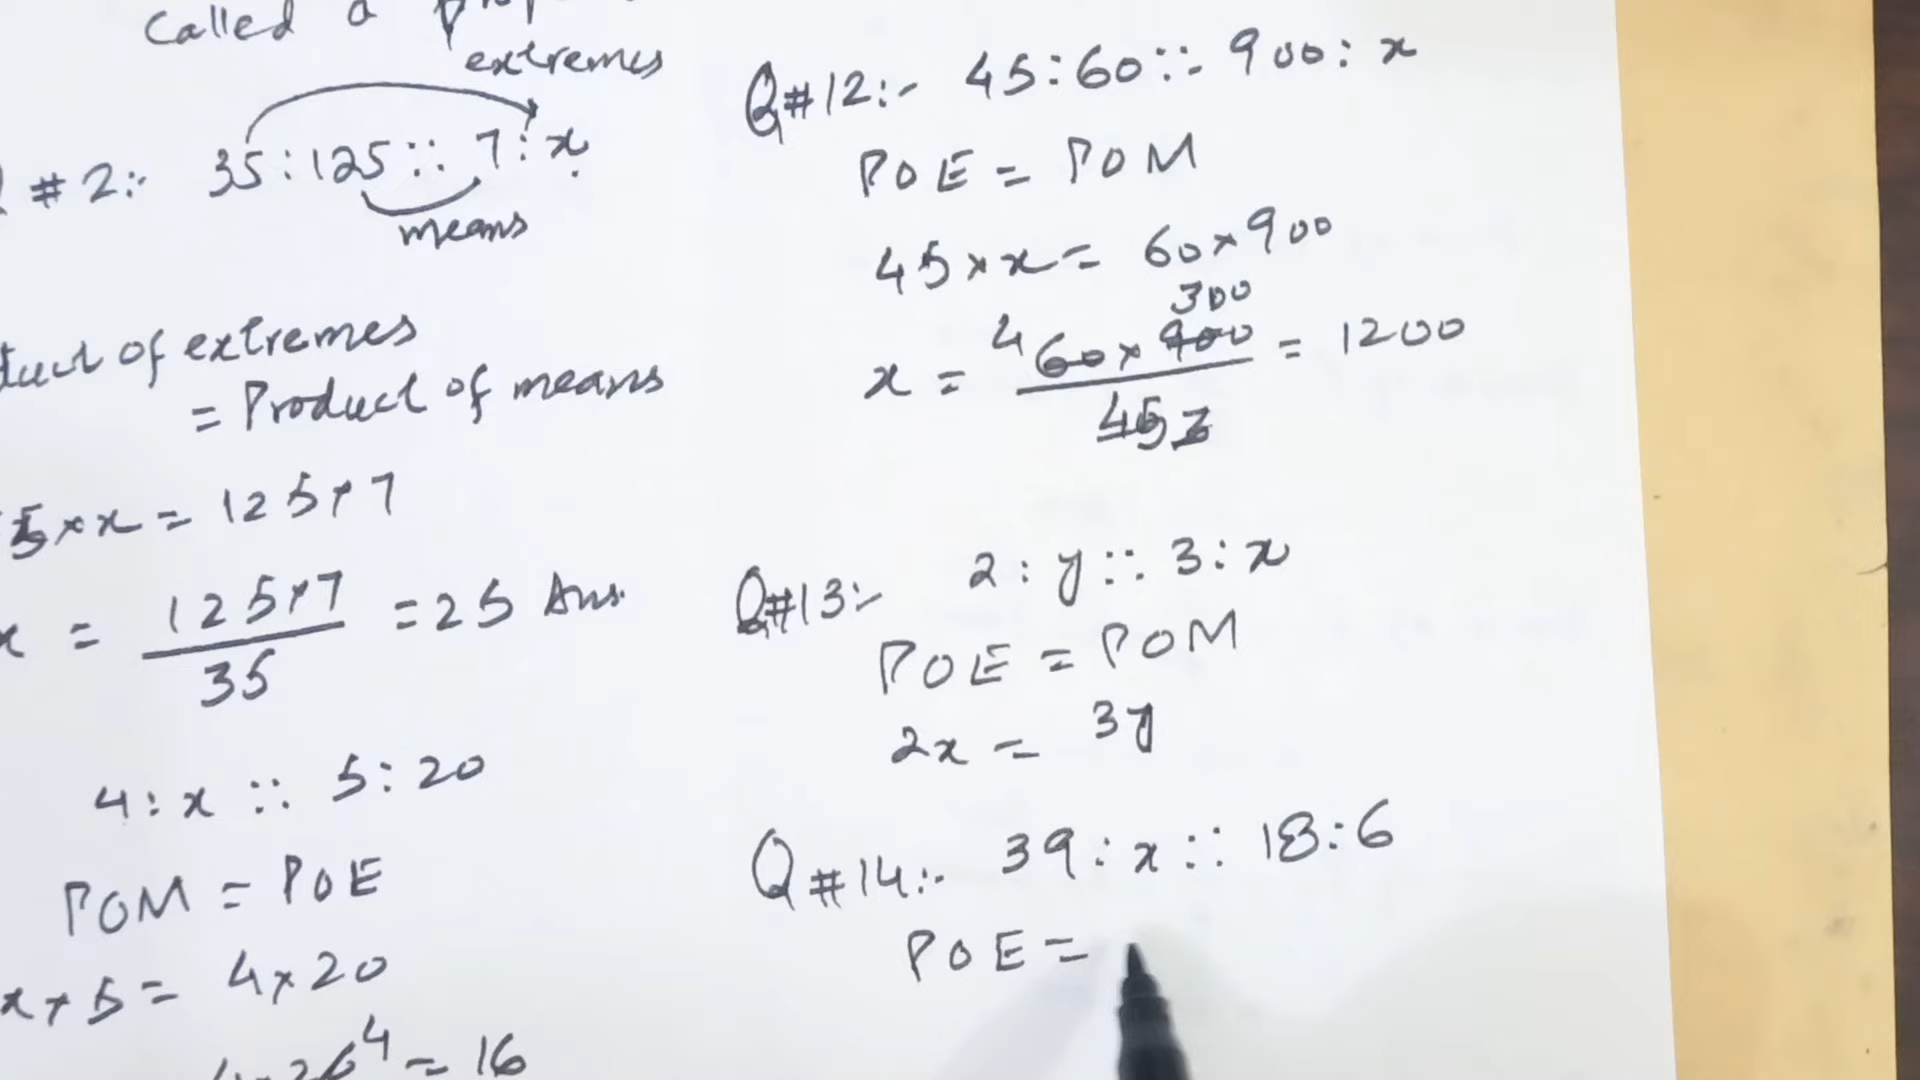 Called a
extremes
# 2:- 35:125 :: 7:x
means
of extremes
= Product of means
5 × x = 125 × 7
x = 125 × 7 / 35 = 25 Ans.
4 : x :: 5 : 20
POM = POE
x × 5 = 4 × 20
4 = 16
Q#12:- 45:60 :: 900 : x
POE = POM
45 × x = 60 × 900
300
x = 4 60 × 900 / 45 3 = 1200
Q#13:- 2 : y :: 3 : x
POE = POM
2x = 3y
Q#14:- 39 : x :: 18 : 6
POE =